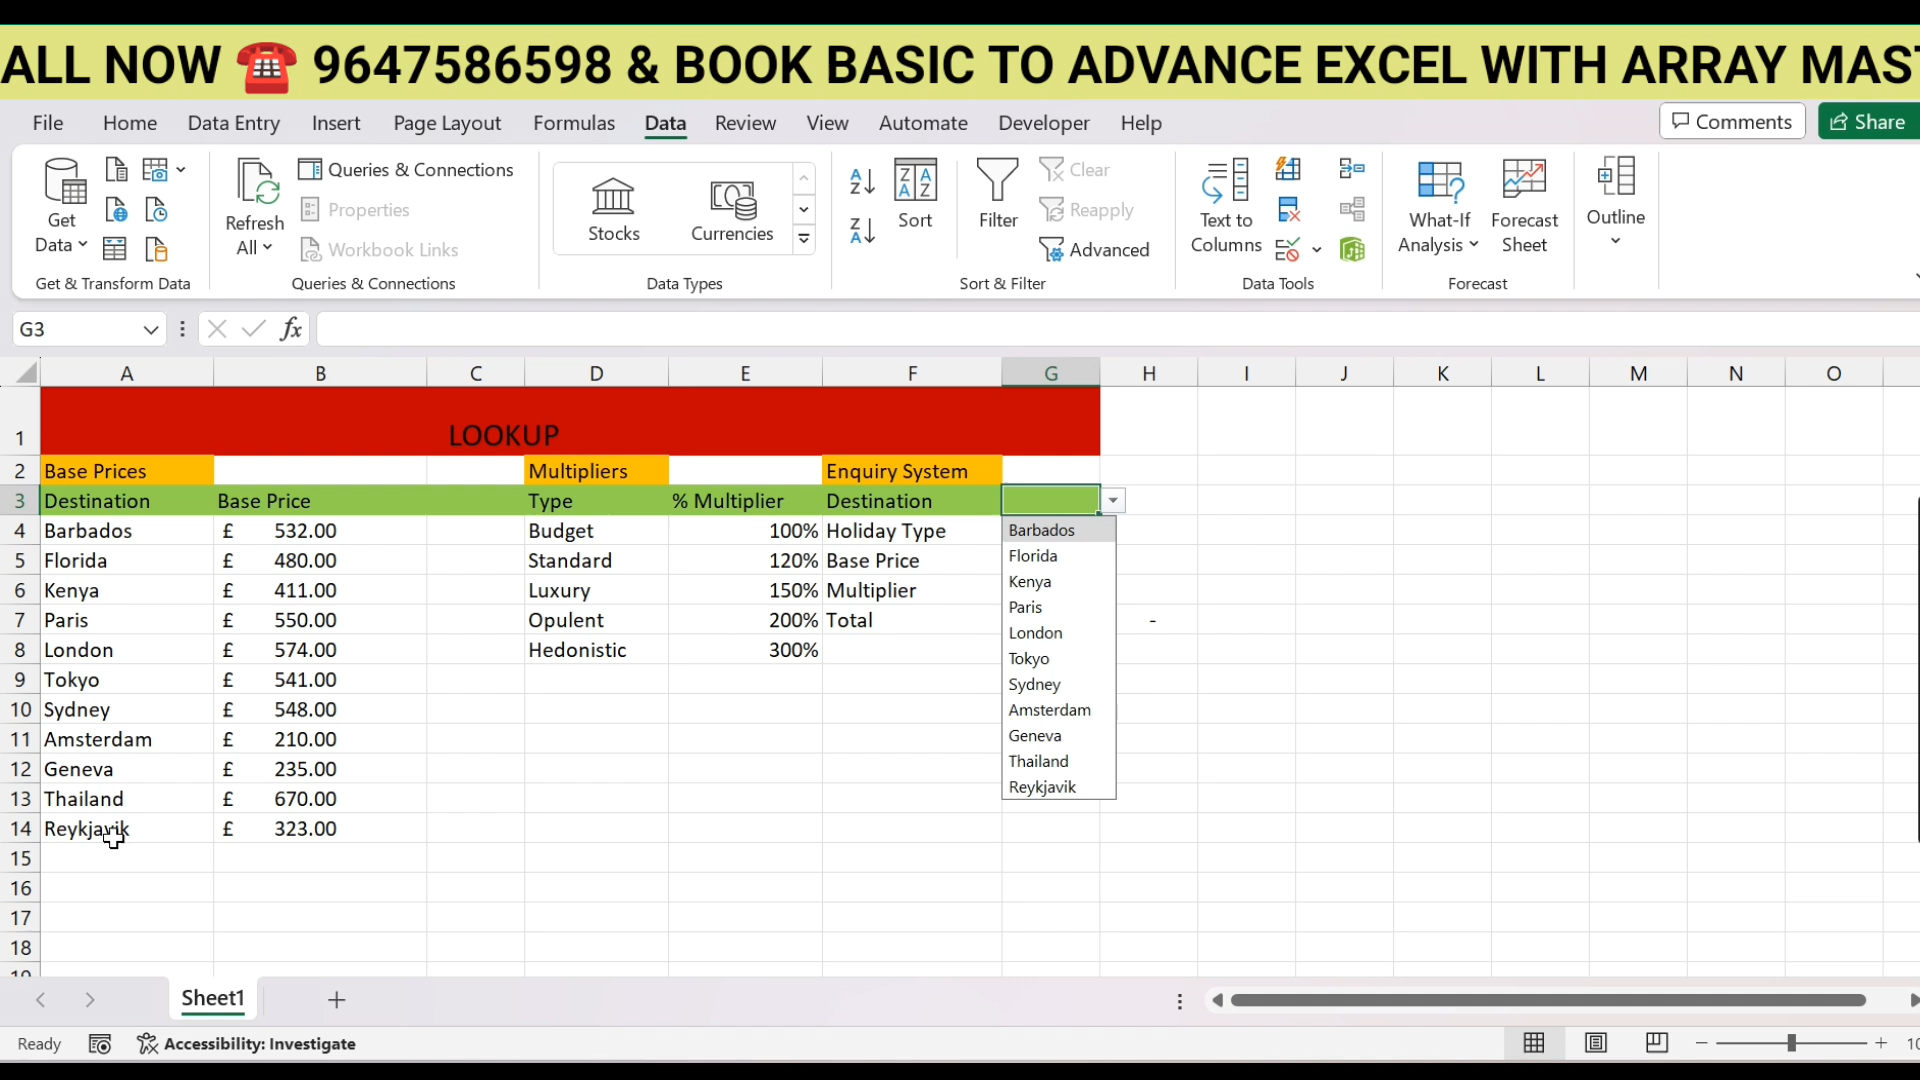 ALL NOW ☎ 9647586598 & BOOK BASIC TO ADVANCE EXCEL WITH ARRAY MAS
File Home Data Entry Insert Page Layout Formulas Data Review View Automate Developer Help Comments Share
Get Data
Refresh All
Queries & Connections
Properties
Workbook Links
Stocks
Currencies
Sort
Filter
Clear
Reapply
Advanced
Text to Columns
What-If Analysis
Forecast Sheet
Outline
Get & Transform Data Queries & Connections Data Types Sort & Filter Data Tools Forecast
G3 fx
A B C D E F G H I J K L M N O
1 LOOKUP
2 Base Prices Multipliers Enquiry System
3 Destination Base Price Type % Multiplier Destination
4 Barbados £ 532.00 Budget 100% Holiday Type
5 Florida £ 480.00 Standard 120% Base Price
6 Kenya £ 411.00 Luxury 150% Multiplier
7 Paris £ 550.00 Opulent 200% Total -
8 London £ 574.00 Hedonistic 300%
9 Tokyo £ 541.00
10 Sydney £ 548.00
11 Amsterdam £ 210.00
12 Geneva £ 235.00
13 Thailand £ 670.00
14 Reykjavik £ 323.00
15
16
17
18
Barbados
Florida
Kenya
Paris
London
Tokyo
Sydney
Amsterdam
Geneva
Thailand
Reykjavik
Sheet1
Ready Accessibility: Investigate